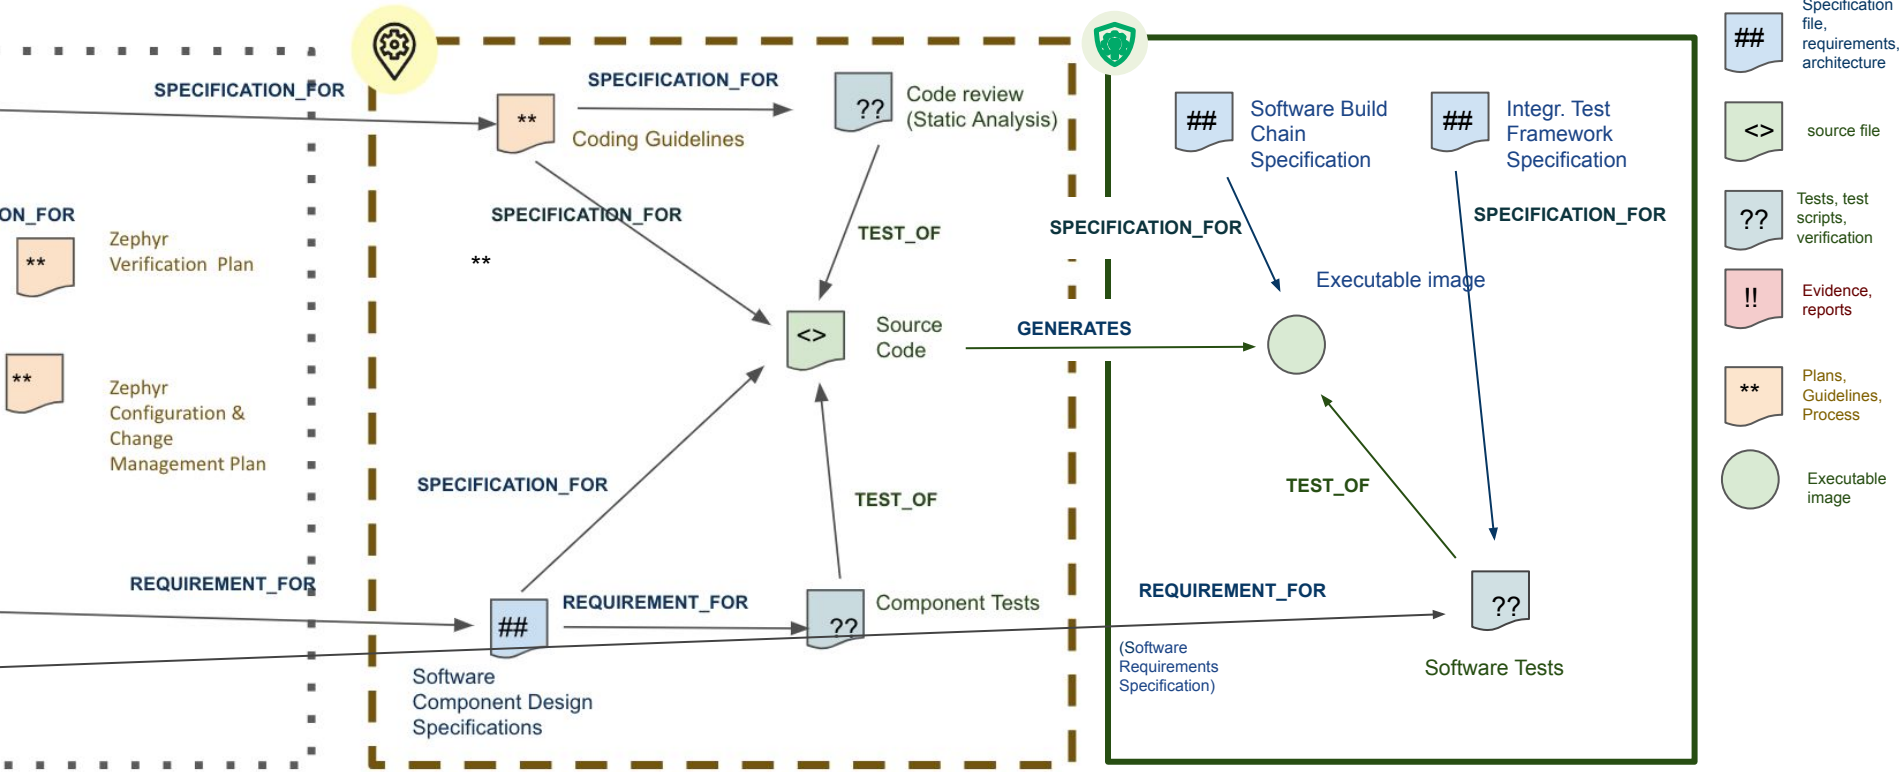 SPECIFICATION_FOR
ON_FOR
**
Zephyr
Verification Plan
**
Zephyr
Configuration &
Change
Management Plan
REQUIREMENT_FOR
**
Coding Guidelines
SPECIFICATION_FOR
??
Code review
(Static Analysis)
SPECIFICATION_FOR
**
TEST_OF
<>
Source
Code
GENERATES
SPECIFICATION_FOR
TEST_OF
##
REQUIREMENT_FOR
??
Component Tests
Software
Component Design
Specifications
##
Software Build
Chain
Specification
##
Integr. Test
Framework
Specification
SPECIFICATION_FOR
SPECIFICATION_FOR
Executable image
TEST_OF
REQUIREMENT_FOR
(Software
Requirements
Specification)
??
Software Tests
##
Specification
file,
requirements,
architecture
<>
source file
??
Tests, test
scripts,
verification
!!
Evidence,
reports
**
Plans,
Guidelines,
Process
Executable
image